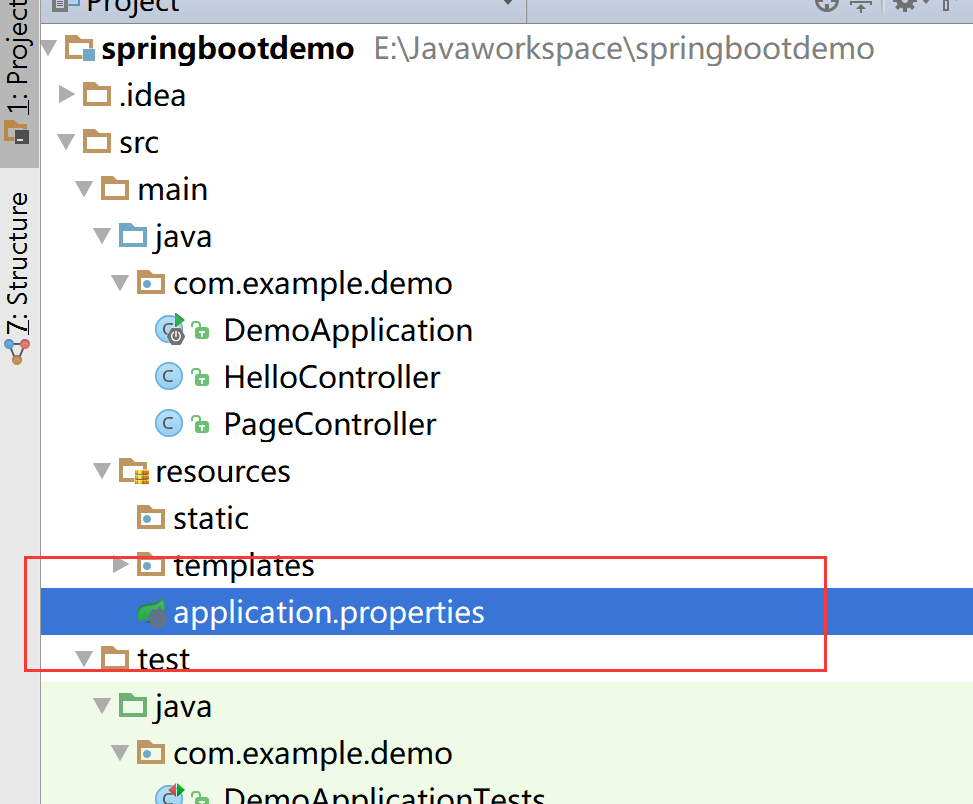 Project
1: Project
7: Structure
springbootdemo E:\Javaworkspace\springbootdemo
.idea
src
main
java
com.example.demo
DemoApplication
HelloController
PageController
resources
static
templates
application.properties
test
java
com.example.demo
DemoApplicationTests